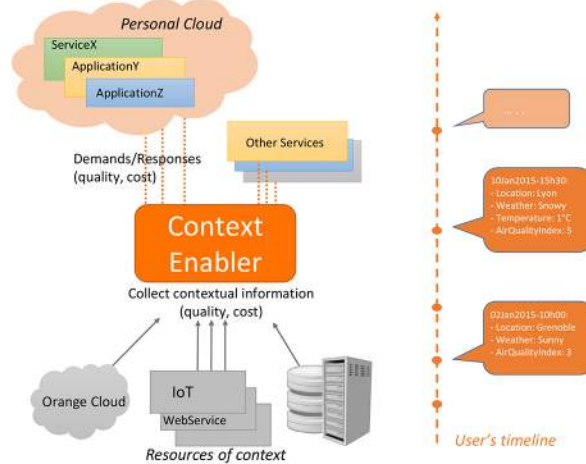 Personal Cloud
ServiceX
ApplicationY
ApplicationZ
Demands/Responses
(quality, cost)
Other Services
Context
Enabler
Collect contextual information
(quality, cost)
Orange Cloud
IoT
WebService
Resources of context
. . . .
10Jan2015-15h30:
- Location: Lyon
- Weather: Snowy
- Temperature: 1°C
- AirQualityIndex: 5
02Jan2015-10h00:
- Location: Grenoble
- Weather: Sunny
- AirQualityIndex: 3
User's timeline